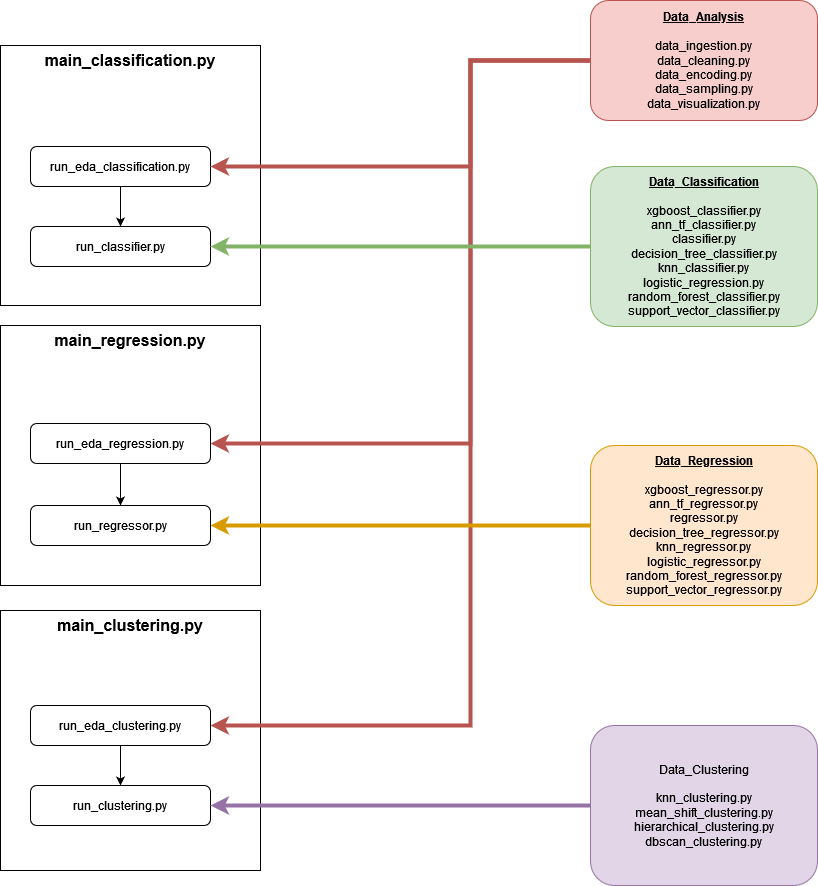 main_classification.py
run_eda_classification.py
run_classifier.py
main_regression.py
run_eda_regression.py
run_regressor.py
main_clustering.py
run_eda_clustering.py
run_clustering.py
Data_Analysis
data_ingestion.py
data_cleaning.py
data_encoding.py
data_sampling.py
data_visualization.py
Data_Classification
xgboost_classifier.py
ann_tf_classifier.py
classifier.py
decision_tree_classifier.py
knn_classifier.py
logistic_regression.py
random_forest_classifier.py
support_vector_classifier.py
Data_Regression
xgboost_regressor.py
ann_tf_regressor.py
regressor.py
decision_tree_regressor.py
knn_regressor.py
logistic_regressor.py
random_forest_regressor.py
support_vector_regressor.py
Data_Clustering
knn_clustering.py
mean_shift_clustering.py
hierarchical_clustering.py
dbscan_clustering.py